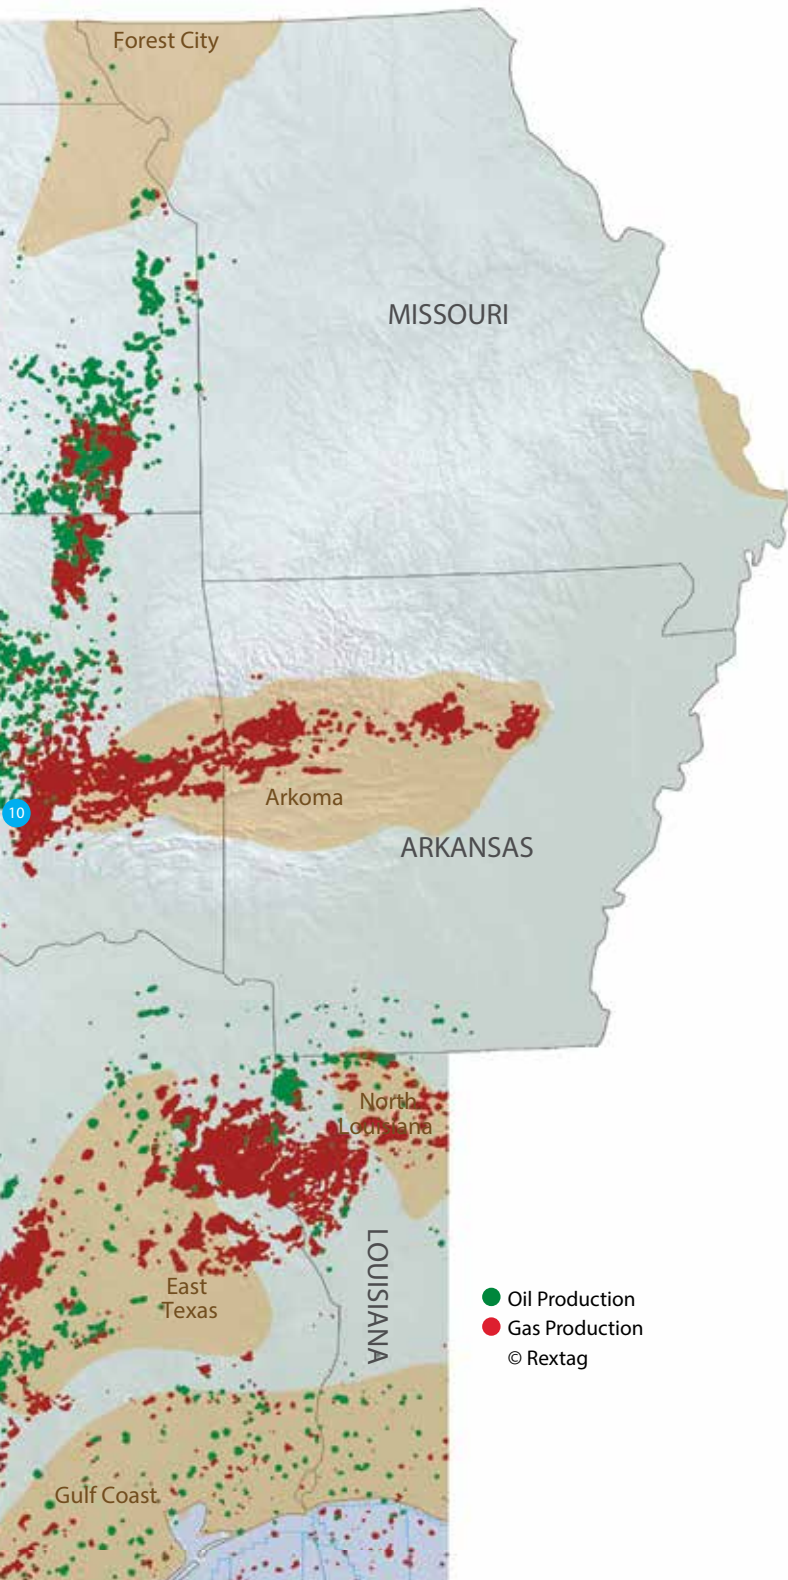 Forest City
MISSOURI
10
Arkoma
ARKANSAS
North
Louisiana
LOUISIANA
East
Texas
Oil Production
Gas Production
© Rextag
Gulf Coast